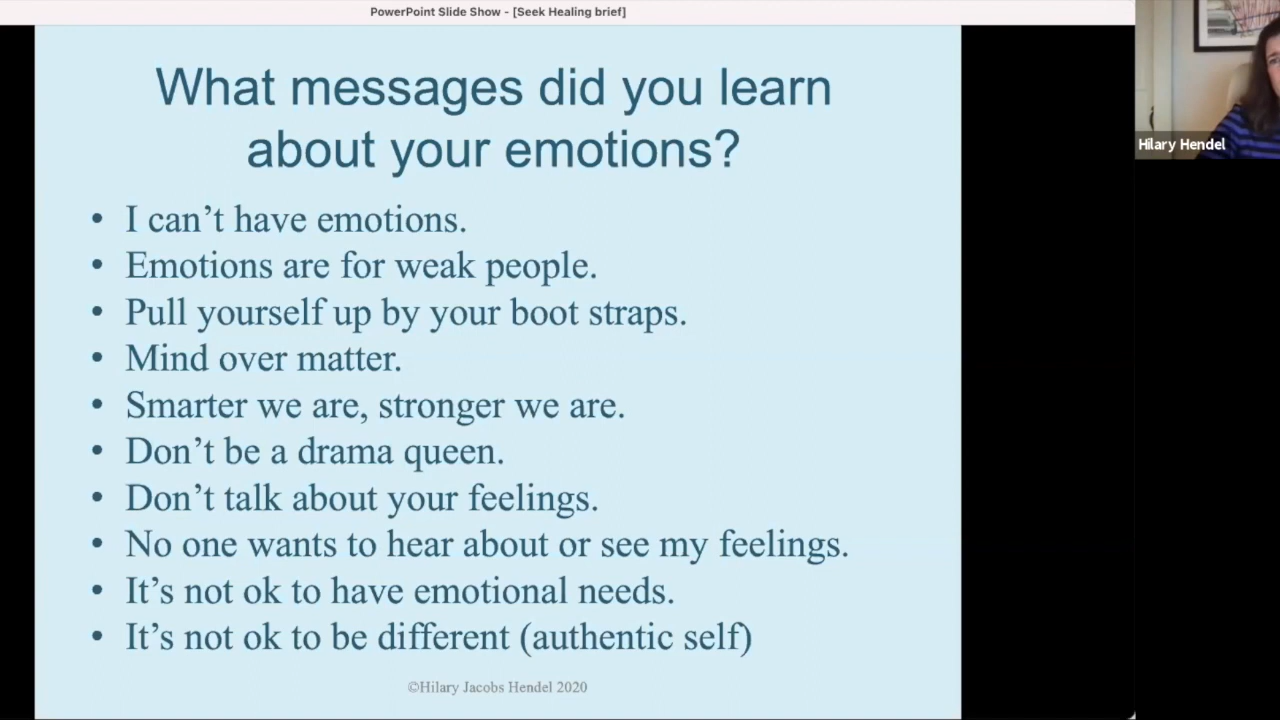 PowerPoint Slide Show - [Seek Healing brief]
What messages did you learn
about your emotions?
• I can’t have emotions.
• Emotions are for weak people.
• Pull yourself up by your boot straps.
• Mind over matter.
• Smarter we are, stronger we are.
• Don’t be a drama queen.
• Don’t talk about your feelings.
• No one wants to hear about or see my feelings.
• It’s not ok to have emotional needs.
• It’s not ok to be different (authentic self)
©Hilary Jacobs Hendel 2020
Hilary Hendel